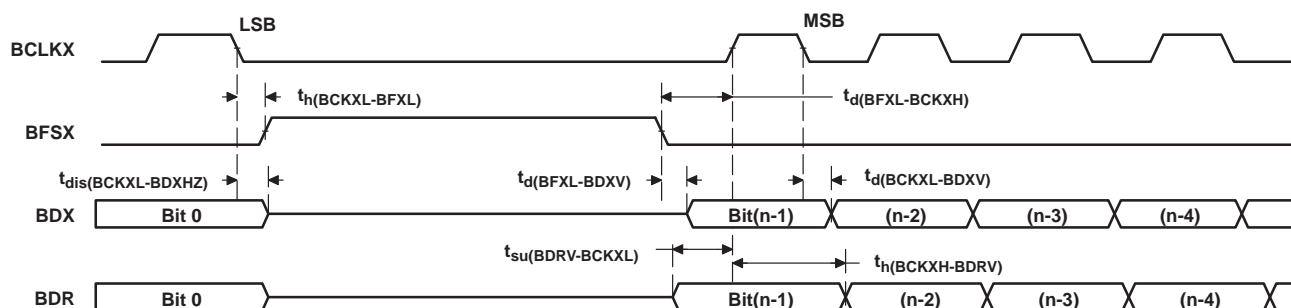 LSB
MSB
BCLKX
th(BCKXL-BFXL)
td(BFXL-BCKXH)
BFSX
tdis(BCKXL-BDXHZ)
td(BFXL-BDXV)
td(BCKXL-BDXV)
BDX
Bit 0
Bit(n-1)
(n-2)
(n-3)
(n-4)
tsu(BDRV-BCKXL)
th(BCKXH-BDRV)
BDR
Bit 0
Bit(n-1)
(n-2)
(n-3)
(n-4)